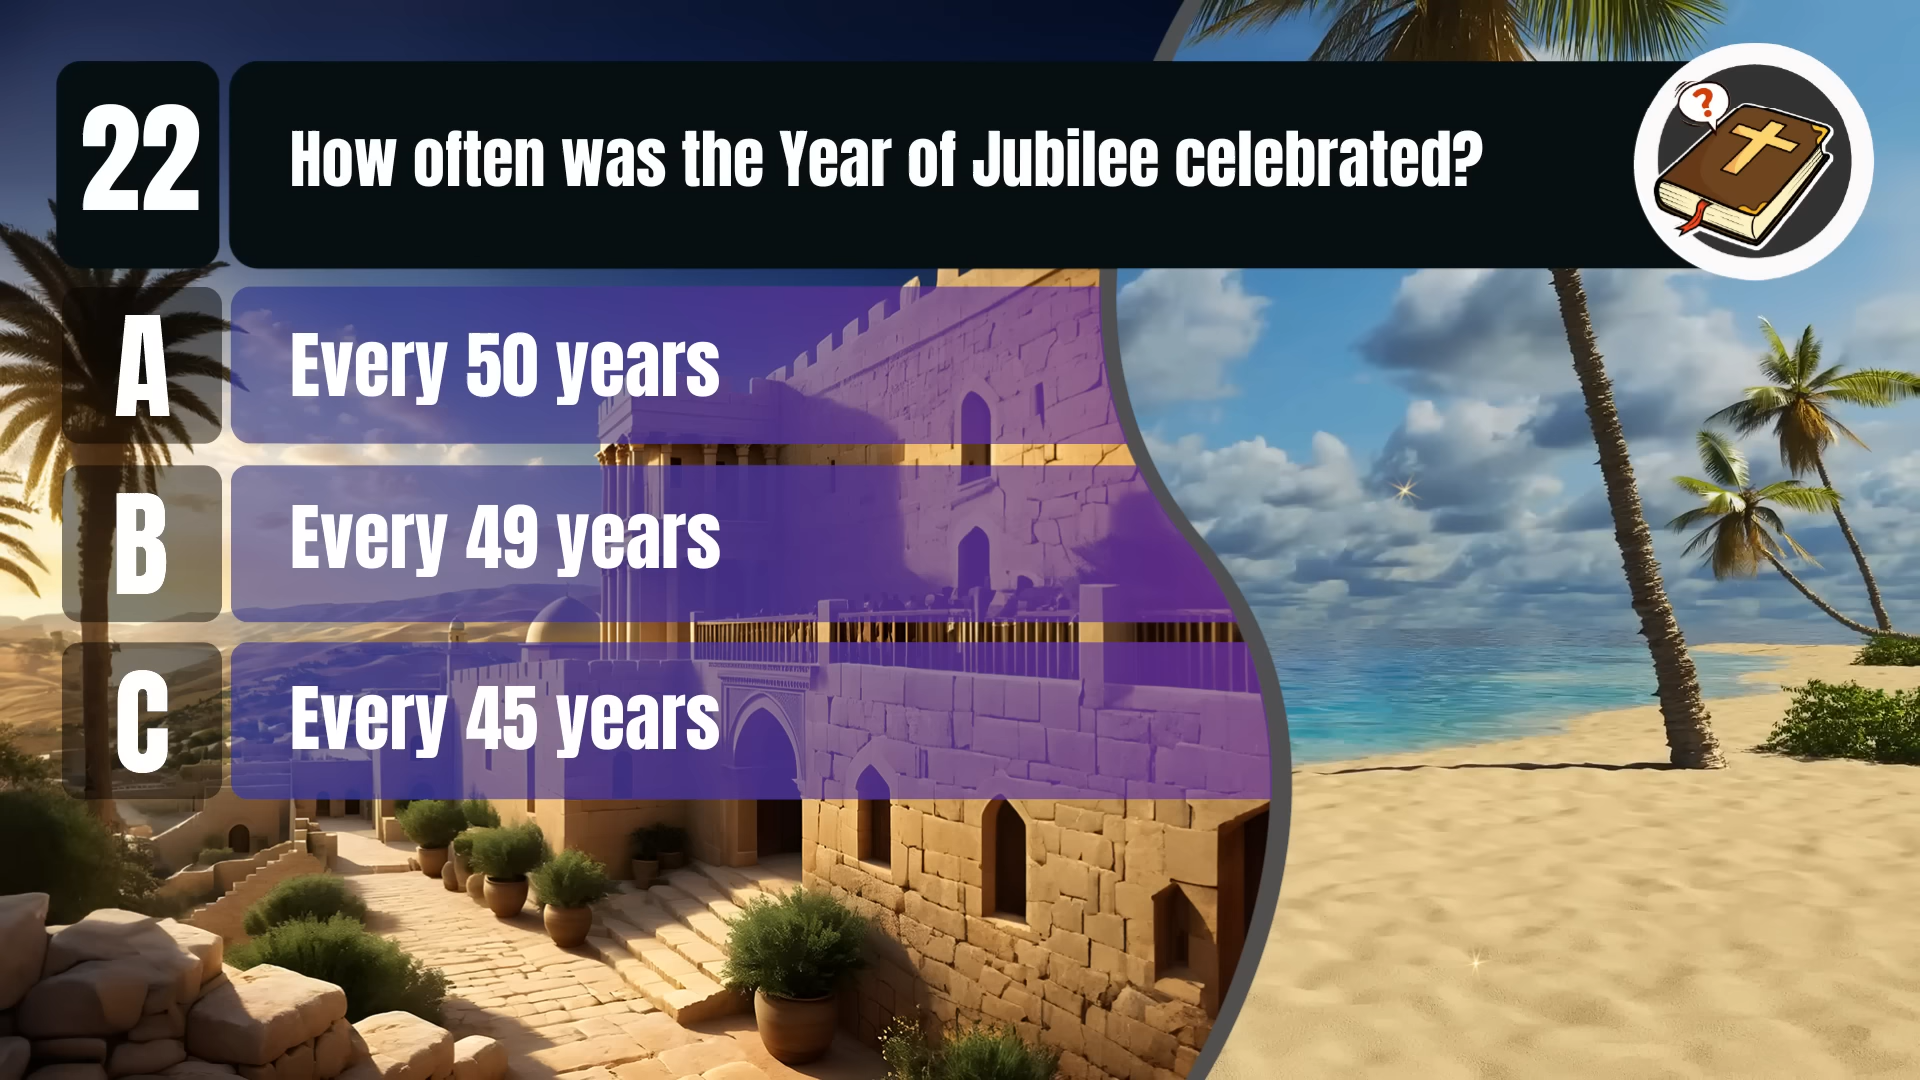 22
How often was the Year of Jubilee celebrated?
?
A
Every 50 years
B
Every 49 years
C
Every 45 years